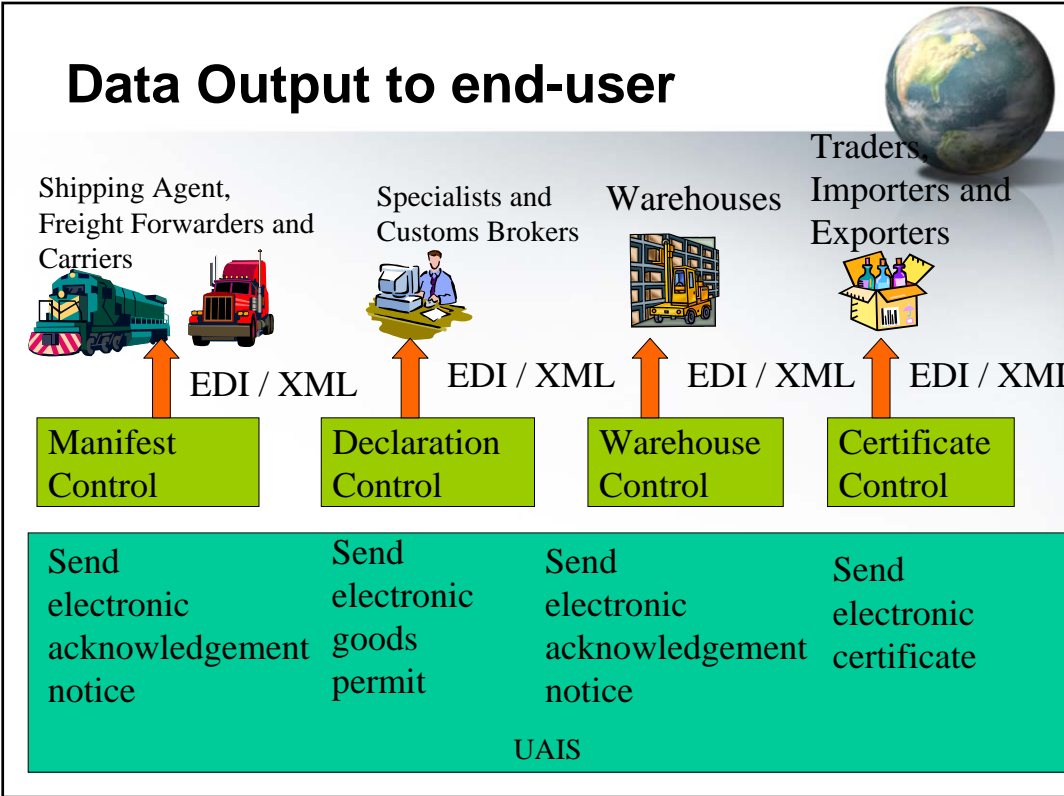 Data Output to end-user
Shipping Agent,
Freight Forwarders and
Carriers
Specialists and
Customs Brokers
Warehouses
Traders,
Importers and
Exporters
EDI / XML
EDI / XML
EDI / XML
EDI / XML
Manifest
Control
Declaration
Control
Warehouse
Control
Certificate
Control
Send
electronic
acknowledgement
notice
Send
electronic
goods
permit
Send
electronic
acknowledgement
notice
Send
electronic
certificate
UAIS